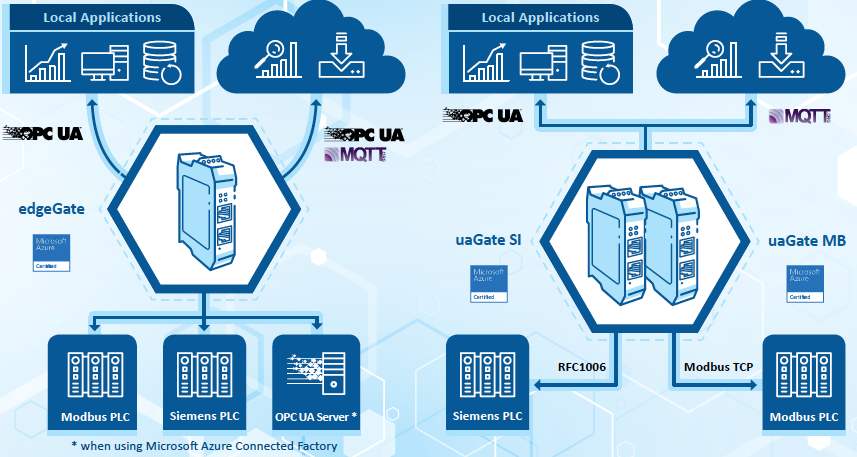 Local Applications
OPC UA
OPC UA
MQTT
edgeGate
Microsoft
Azure
Certified
Modbus PLC
Siemens PLC
OPC UA Server *
* when using Microsoft Azure Connected Factory
Local Applications
OPC UA
MQTT
uaGate SI
Microsoft
Azure
Certified
uaGate MB
Microsoft
Azure
Certified
RFC1006
Modbus TCP
Siemens PLC
Modbus PLC